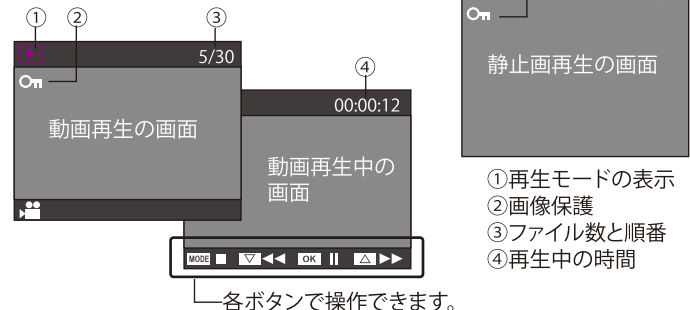 ① ② ③
5/30
動画再生の画面
④
00:00:12
動画再生中の
画面
MODE OK
各ボタンで操作できます。
静止画再生の画面
①再生モードの表示
②画像保護
③ファイル数と順番
④再生中の時間